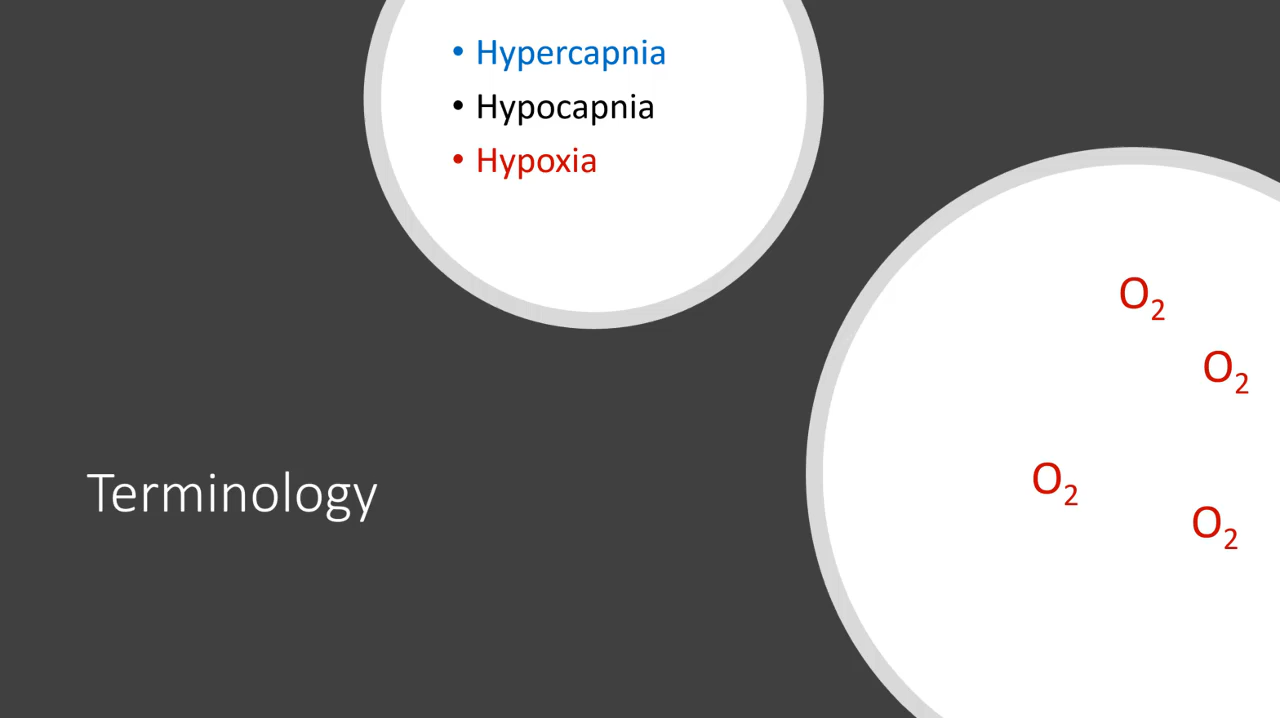 • Hypercapnia
• Hypocapnia
• Hypoxia
Terminology
O₂
O₂
O₂
O₂